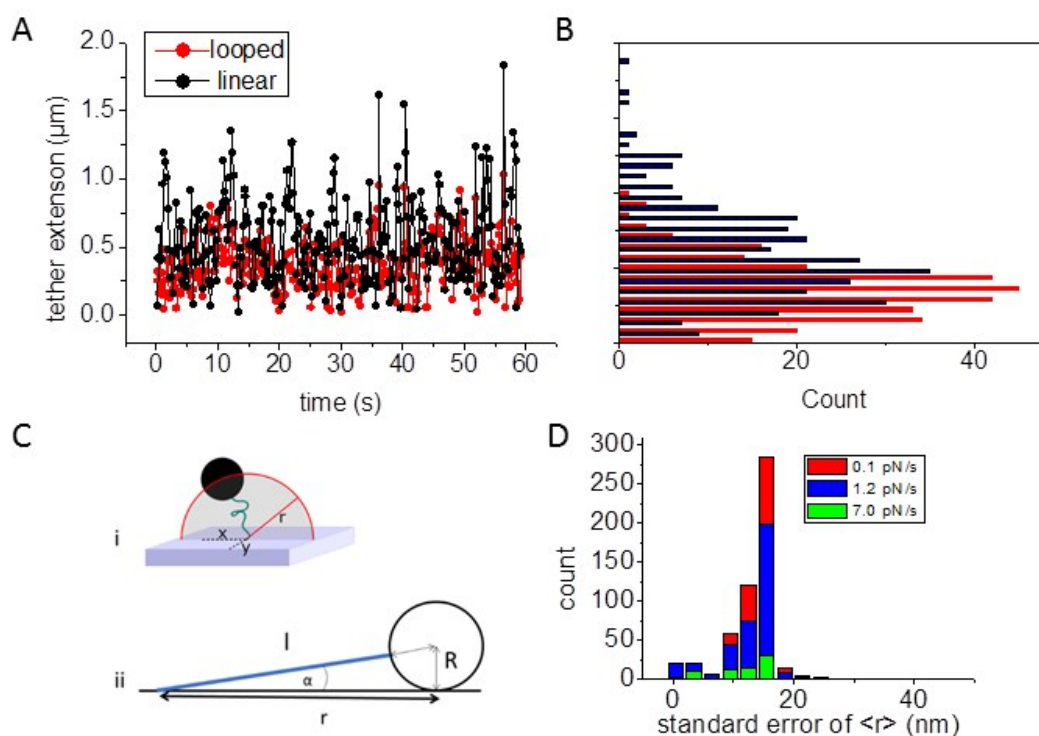 A
looped
linear
2.0
1.5
1.0
0.5
0.0
tether extenson (µm)
0 10 20 30 40 50 60
time (s)
B
0 20 40
Count
C
i
x
y
r
ii
l
α
R
r
D
300
250
200
150
100
50
0
count
0.1 pN/s
1.2 pN/s
7.0 pN/s
0 20 40
standard error of <r> (nm)